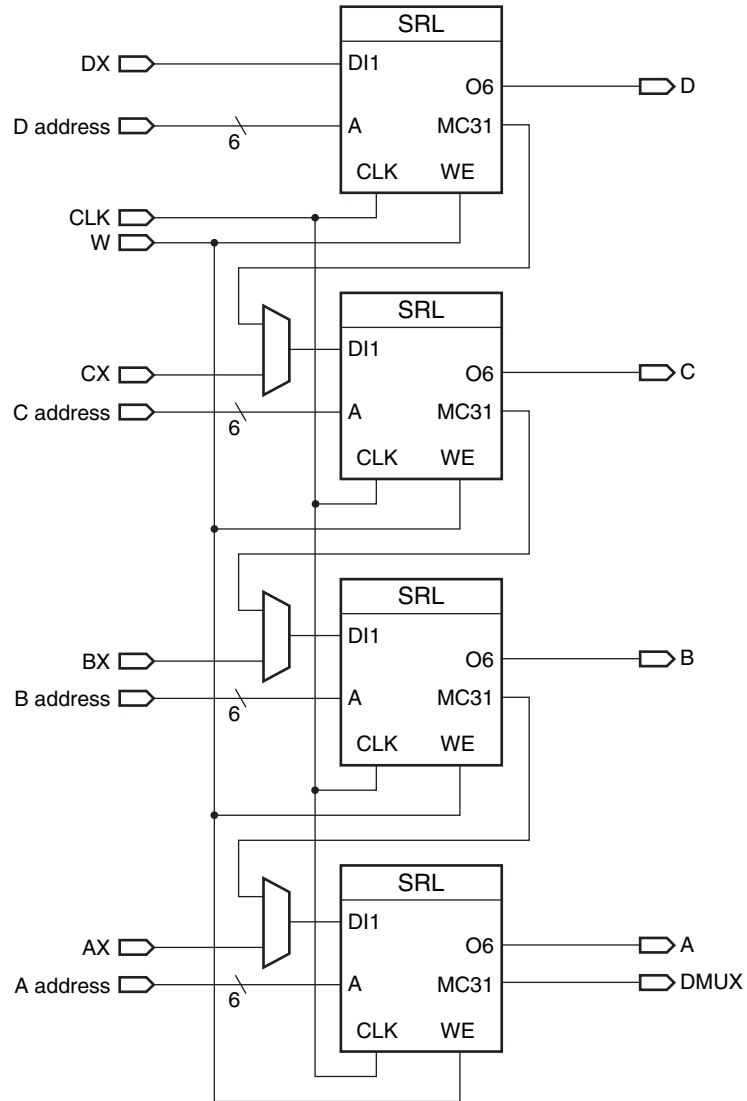 SRL
DX
DI1
O6
D
D address
6
A
MC31
CLK
WE
CLK
W
SRL
DI1
CX
O6
C
C address
6
A
MC31
CLK
WE
SRL
DI1
BX
O6
B
B address
6
A
MC31
CLK
WE
SRL
DI1
AX
O6
A
A address
6
A
MC31
DMUX
CLK
WE